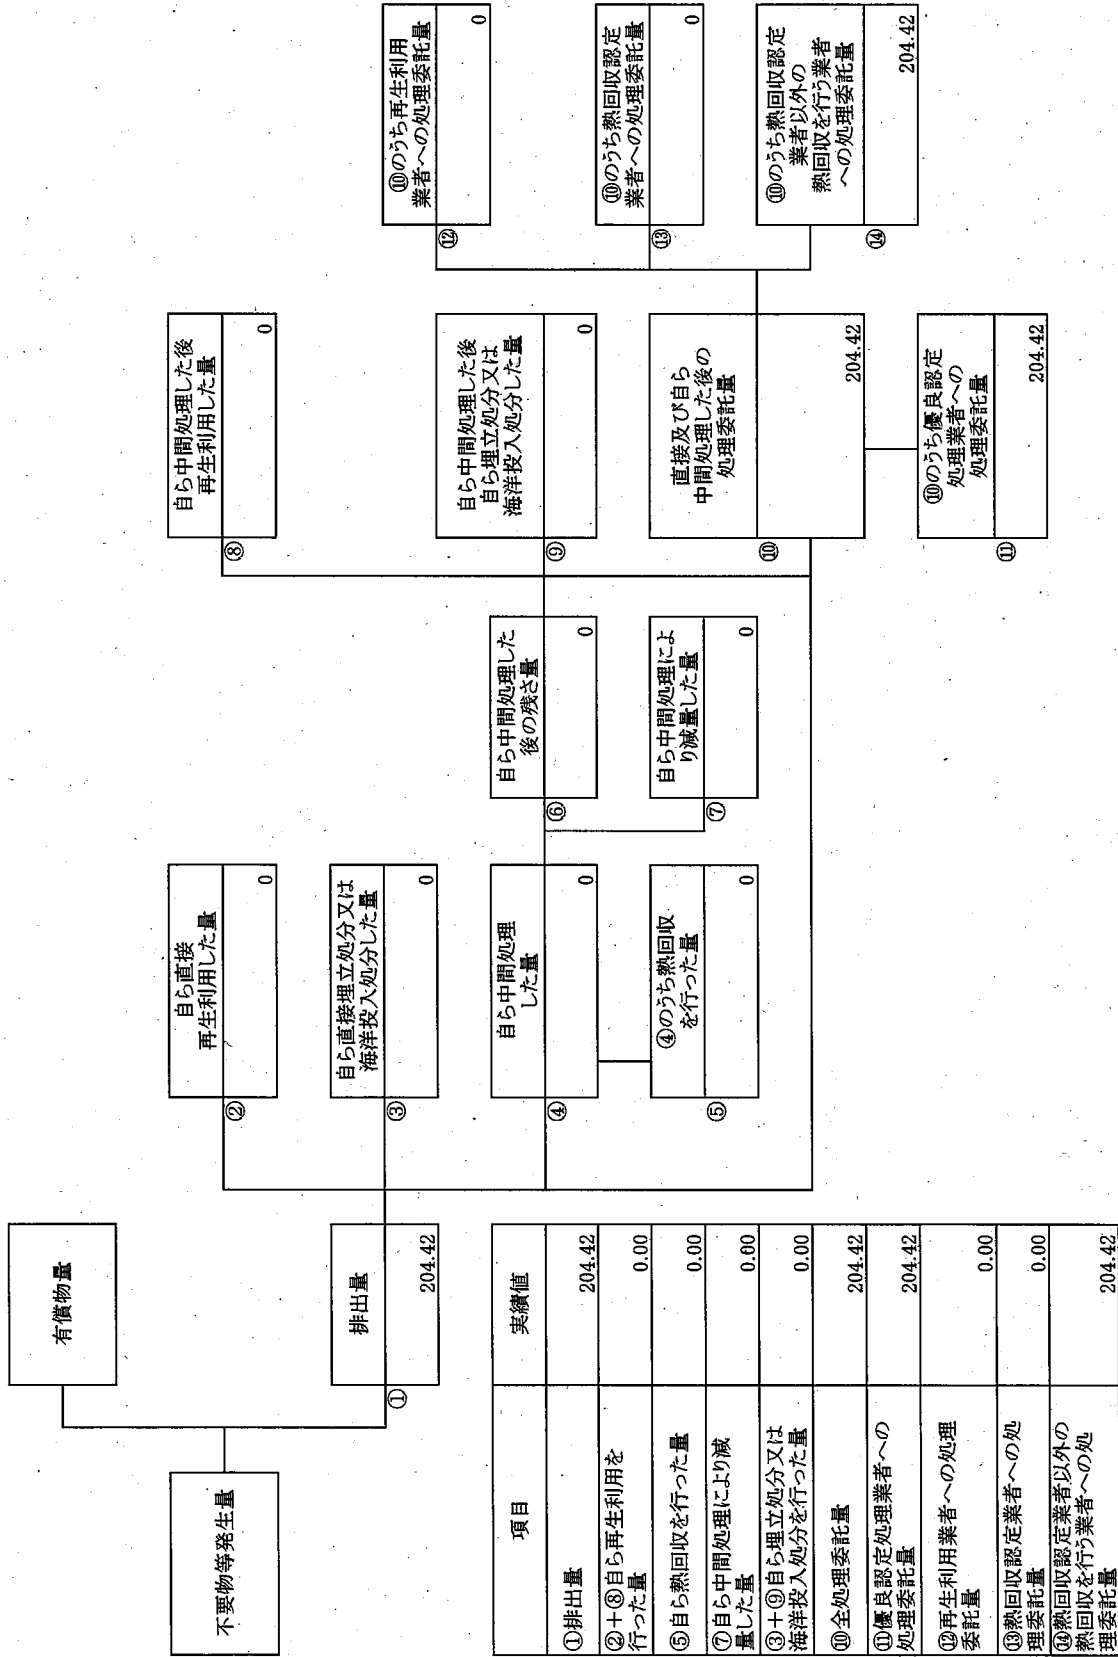 不要物等発生量
有償物量
排出量
①
204.42
自ら直接
再生利用した量
②
0
自ら直接埋立処分又は
海洋投入処分した量
③
0
自ら中間処理
した量
④
0
④のうち熱回収
を行った量
⑤
0
自ら中間処理した
後の残さ量
⑥
0
自ら中間処理によ
り減量した量
⑦
0
自ら中間処理した後
再生利用した量
⑧
0
自ら中間処理した後
自ら埋立処分又は
海洋投入処分した量
⑨
0
直接及び自ら
中間処理した後の
処理委託量
⑩
204.42
⑩のうち優良認定
処理業者への
処理委託量
⑪
204.42
⑩のうち再生利用
業者への処理委託量
⑫
0
⑩のうち熱回収認定
業者への処理委託量
⑬
0
⑩のうち熱回収認定
業者以外の
熱回収を行う業者
への処理委託量
⑭
204.42
項目 実績値
①排出量 204.42
②+⑧自ら再生利用を
行った量 0.00
⑤自ら熱回収を行った量 0.00
⑦自ら中間処理により減
量した量 0.00
③+⑨自ら埋立処分又は
海洋投入処分を行った量 0.00
⑩全処理委託量 204.42
⑪優良認定処理業者への
処理委託量 204.42
⑫再生利用業者への処理
委託量 0.00
⑬熱回収認定業者への処
理委託量 0.00
⑭熱回収認定業者以外の
熱回収を行う業者への処
理委託量 204.42